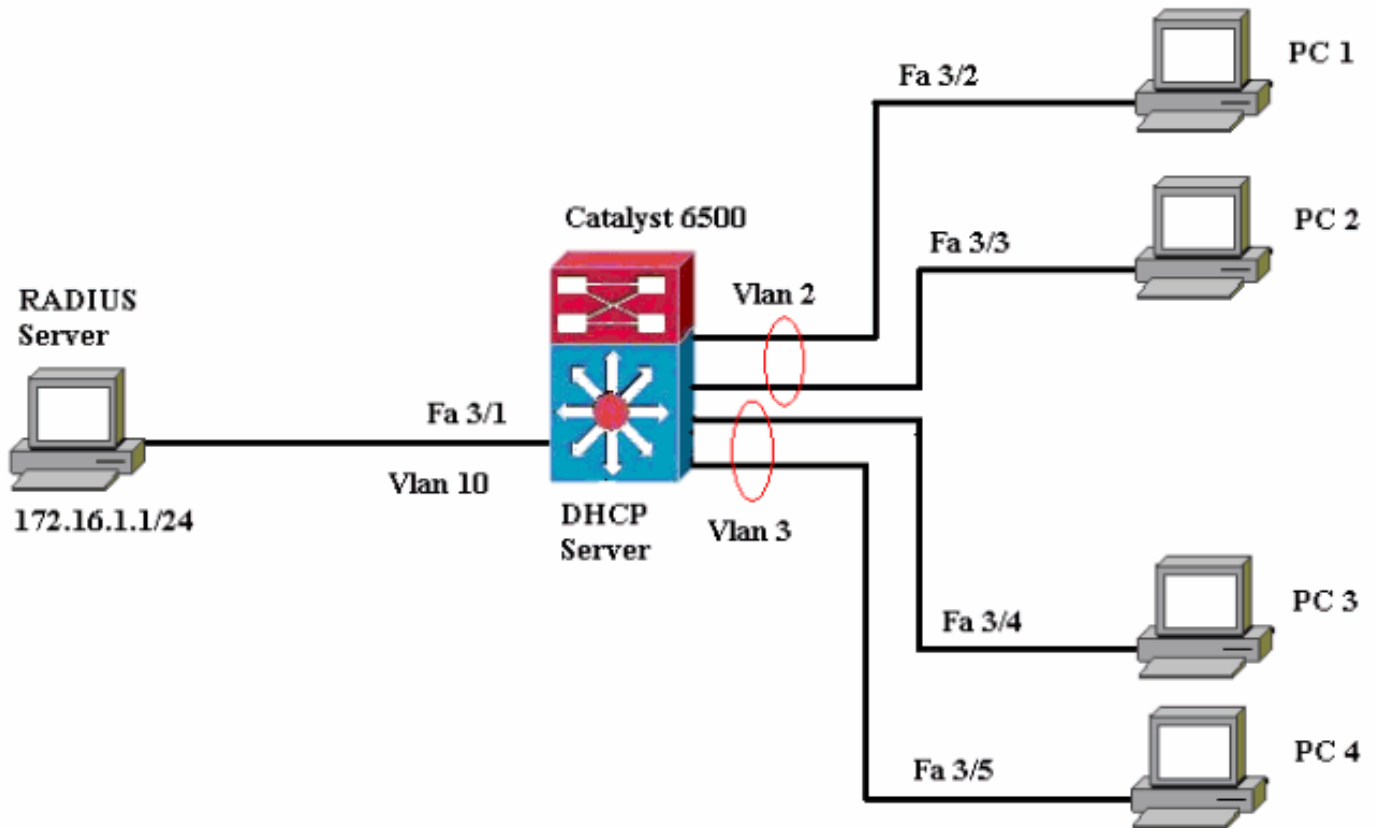 Fa 3/2
PC 1
Catalyst 6500
Fa 3/3
PC 2
Vlan 2
RADIUS
Server
Fa 3/1
Vlan 10
172.16.1.1/24
DHCP
Server
Vlan 3
Fa 3/4
PC 3
Fa 3/5
PC 4